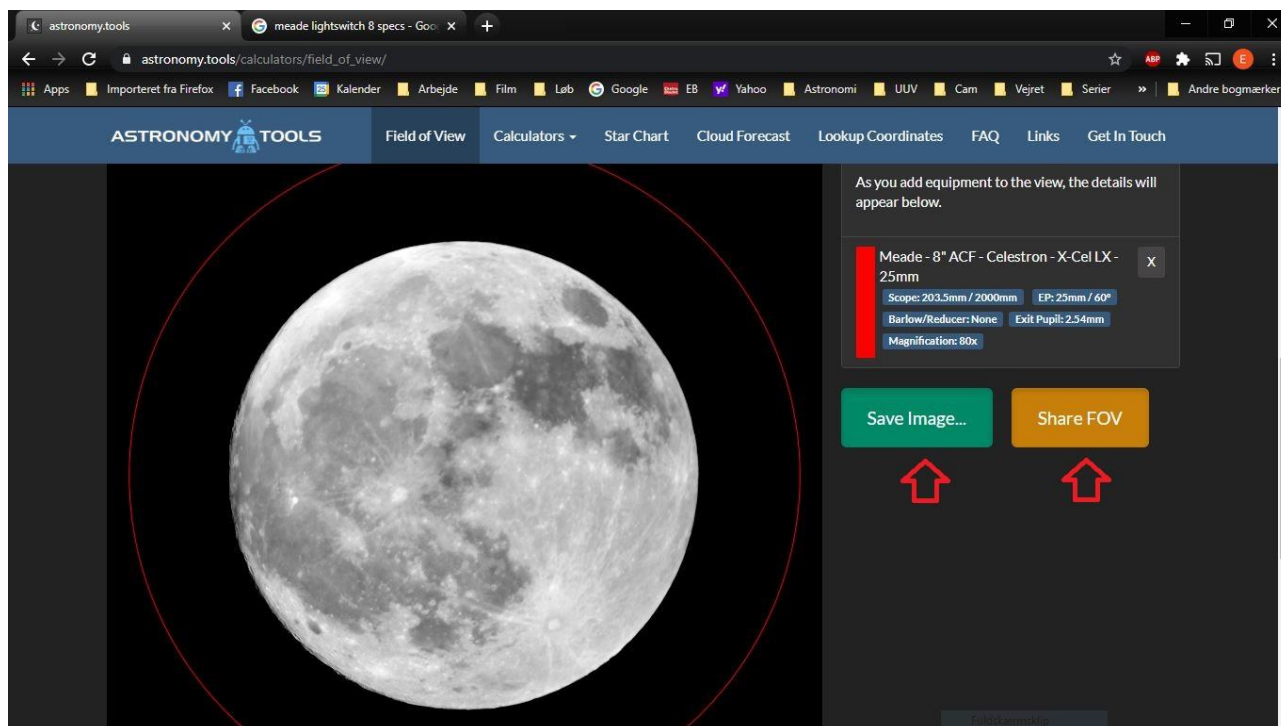 astronomy.tools
meade lightswitch 8 specs - Goo
astronomy.tools/calculators/field_of_view/
ABP
E
Apps Importeret fra Firefox Facebook Kalender Arbejde Film Løb Google EB Yahoo Astronomi UUV Cam Vejret Serier » Andre bogmærker
ASTRONOMY TOOLS Field of View Calculators Star Chart Cloud Forecast Lookup Coordinates FAQ Links Get In Touch
As you add equipment to the view, the details will
appear below.
Meade - 8" ACF - Celestron - X-Cel LX -
25mm
X
Scope: 203.5mm / 2000mm EP: 25mm / 60°
Barlow/Reducer: None Exit Pupil: 2.54mm
Magnification: 80x
Save Image... Share FOV